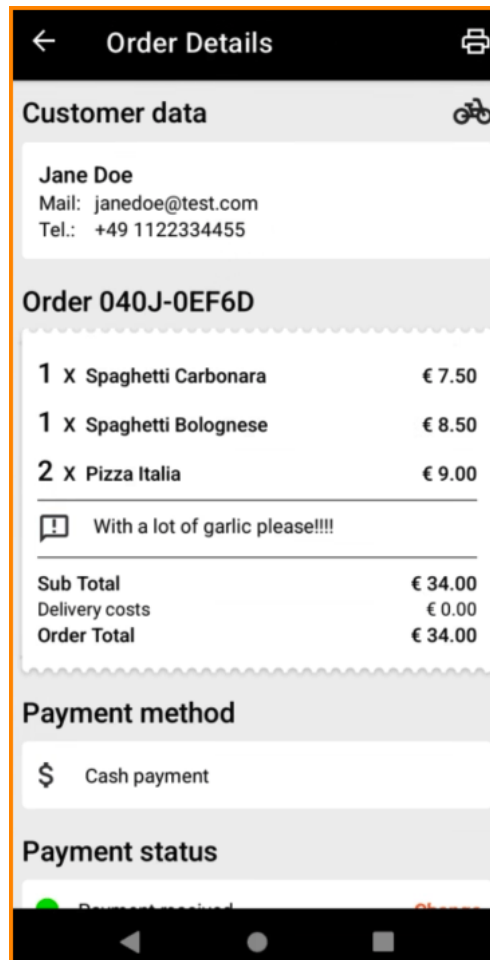 Order Details
Customer data
Jane Doe
Mail: janedoe@test.com
Tel.: +49 1122334455
Order 040J-0EF6D
1 X Spaghetti Carbonara € 7.50
1 X Spaghetti Bolognese € 8.50
2 X Pizza Italia € 9.00
With a lot of garlic please!!!!
Sub Total € 34.00
Delivery costs € 0.00
Order Total € 34.00
Payment method
$ Cash payment
Payment status